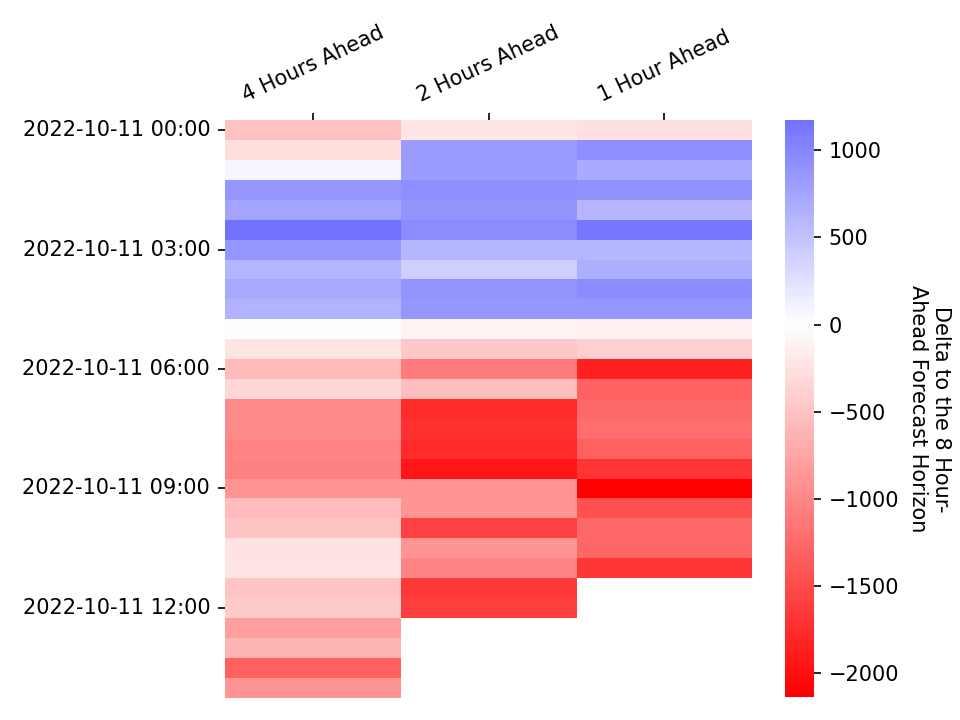 4 Hours Ahead
2 Hours Ahead
1 Hour Ahead
2022-10-11 00:00
2022-10-11 03:00
2022-10-11 06:00
2022-10-11 09:00
2022-10-11 12:00
1000
500
0
−500
−1000
−1500
−2000
Delta to the 8 Hour-
Ahead Forecast Horizon